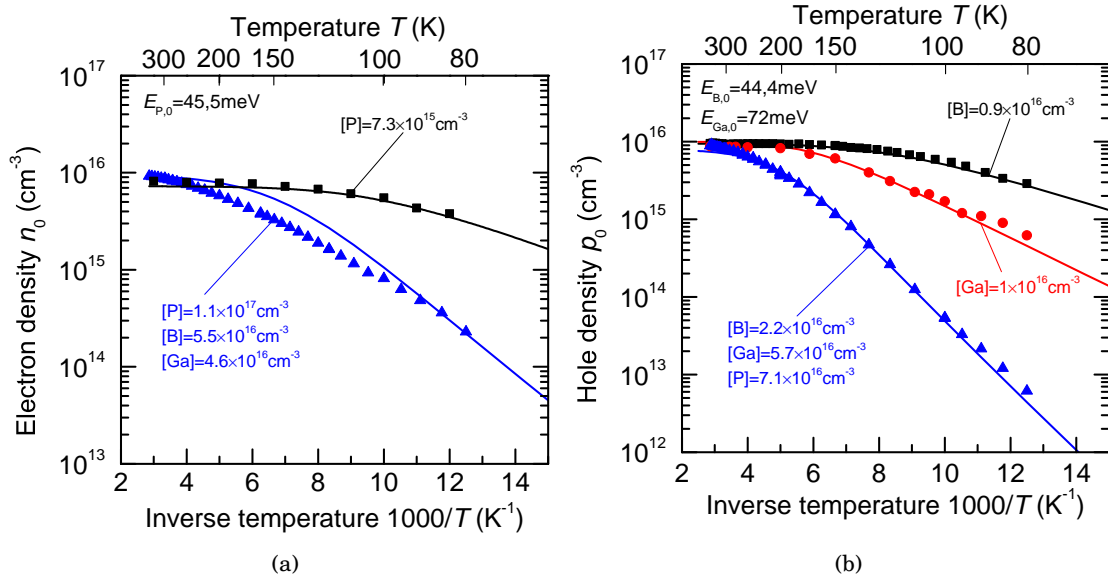 Temperature T (K)
300 200 150 100 80
10^17
10^16
10^15
10^14
10^13
Electron density n_0 (cm^-3)
E_P,0=45,5meV
[P]=7.3×10^15cm^-3
[P]=1.1×10^17cm^-3
[B]=5.5×10^16cm^-3
[Ga]=4.6×10^16cm^-3
2 4 6 8 10 12 14
Inverse temperature 1000/T (K^-1)
(a)
Temperature T (K)
300 200 150 100 80
10^17
10^16
10^15
10^14
10^13
10^12
Hole density p_0 (cm^-3)
E_B,0=44,4meV
E_Ga,0=72meV
[B]=0.9×10^16cm^-3
[Ga]=1×10^16cm^-3
[B]=2.2×10^16cm^-3
[Ga]=5.7×10^16cm^-3
[P]=7.1×10^16cm^-3
2 4 6 8 10 12 14
Inverse temperature 1000/T (K^-1)
(b)